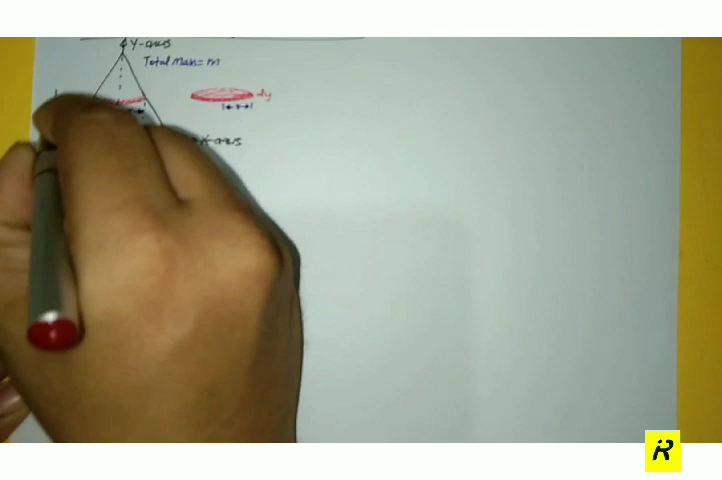 Y-axis
Total Mass = m
dy
r
X-axis
R